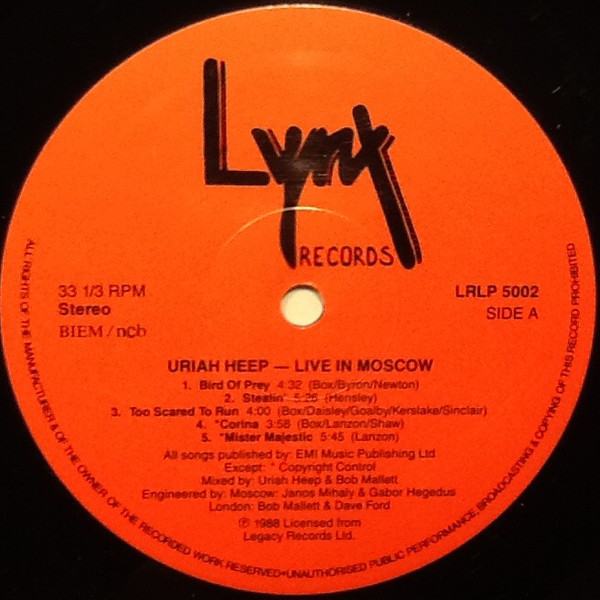 Lynx
RECORDS
33 1/3 RPM
Stereo
BIEM / ncb
LRLP 5002
SIDE A
URIAH HEEP — LIVE IN MOSCOW
1. Bird Of Prey 4:32 (Box/Byron/Newton)
2. Stealin' 5:26 (Hensley)
3. Too Scared To Run 4:00 (Box/Daisley/Goalby/Kerslake/Sinclair)
4. *Corina 3:58 (Box/Lanzon/Shaw)
5. *Mister Majestic 5:45 (Lanzon)
All songs published by: EMI Music Publishing Ltd
Except: * Copyright Control
Mixed by: Uriah Heep & Bob Mallett
Engineered by: Moscow: Janos Mihaly & Gabor Hegedus
London: Bob Mallett & Dave Ford
℗ 1988 Licensed from
Legacy Records Ltd.
ALL RIGHTS OF THE MANUFACTURER & OF THE OWNER OF THE RECORDED WORK RESERVED•UNAUTHORISED PUBLIC PERFORMANCE, BROADCASTING & COPYING OF THIS RECORD PROHIBITED